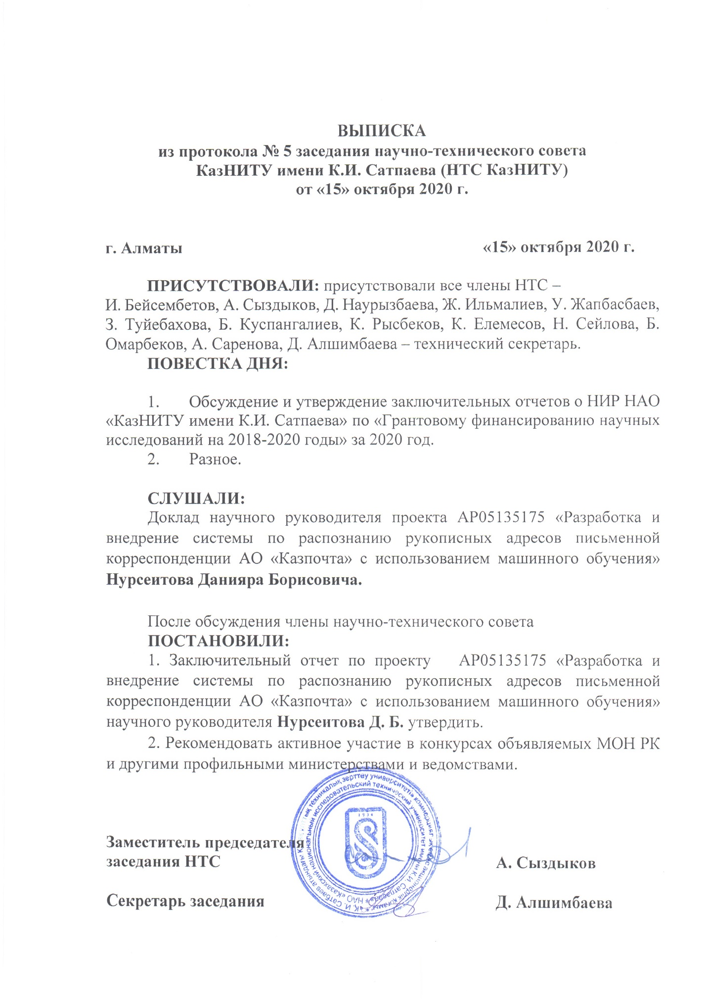 ВЫПИСКА
из протокола № 5 заседания научно-технического совета
КазНИТУ имени К.И. Сатпаева (НТС КазНИТУ)
от «15» октября 2020 г.
г. Алматы «15» октября 2020 г.
ПРИСУТСТВОВАЛИ: присутствовали все члены НТС –
И. Бейсембетов, А. Сыздыков, Д. Наурызбаева, Ж. Ильмалиев, У. Жапбасбаев,
З. Туйебахова, Б. Куспангалиев, К. Рысбеков, К. Елемесов, Н. Сейлова, Б.
Омарбеков, А. Саренова, Д. Алшимбаева – технический секретарь.
ПОВЕСТКА ДНЯ:
1. Обсуждение и утверждение заключительных отчетов о НИР НАО
«КазНИТУ имени К.И. Сатпаева» по «Грантовому финансированию научных
исследований на 2018-2020 годы» за 2020 год.
2. Разное.
СЛУШАЛИ:
Доклад научного руководителя проекта АР05135175 «Разработка и
внедрение системы по распознанию рукописных адресов письменной
корреспонденции АО «Казпочта» с использованием машинного обучения»
Нурсеитова Данияра Борисовича.
После обсуждения члены научно-технического совета
ПОСТАНОВИЛИ:
1. Заключительный отчет по проекту АР05135175 «Разработка и
внедрение системы по распознанию рукописных адресов письменной
корреспонденции АО «Казпочта» с использованием машинного обучения»
научного руководителя Нурсеитова Д. Б. утвердить.
2. Рекомендовать активное участие в конкурсах объявляемых МОН РК
и другими профильными министерствами и ведомствами.
техникалық зерттеу университеті» коммерциялық емес акционерлік қоғамы * «Қ. И. Сәтбаев атындағы
НАО «Казахский национальный исследовательский технический университет имени К. И. Сатпаева» *
1934
Заместитель председателя
заседания НТС А. Сыздыков
Секретарь заседания Д. Алшимбаева